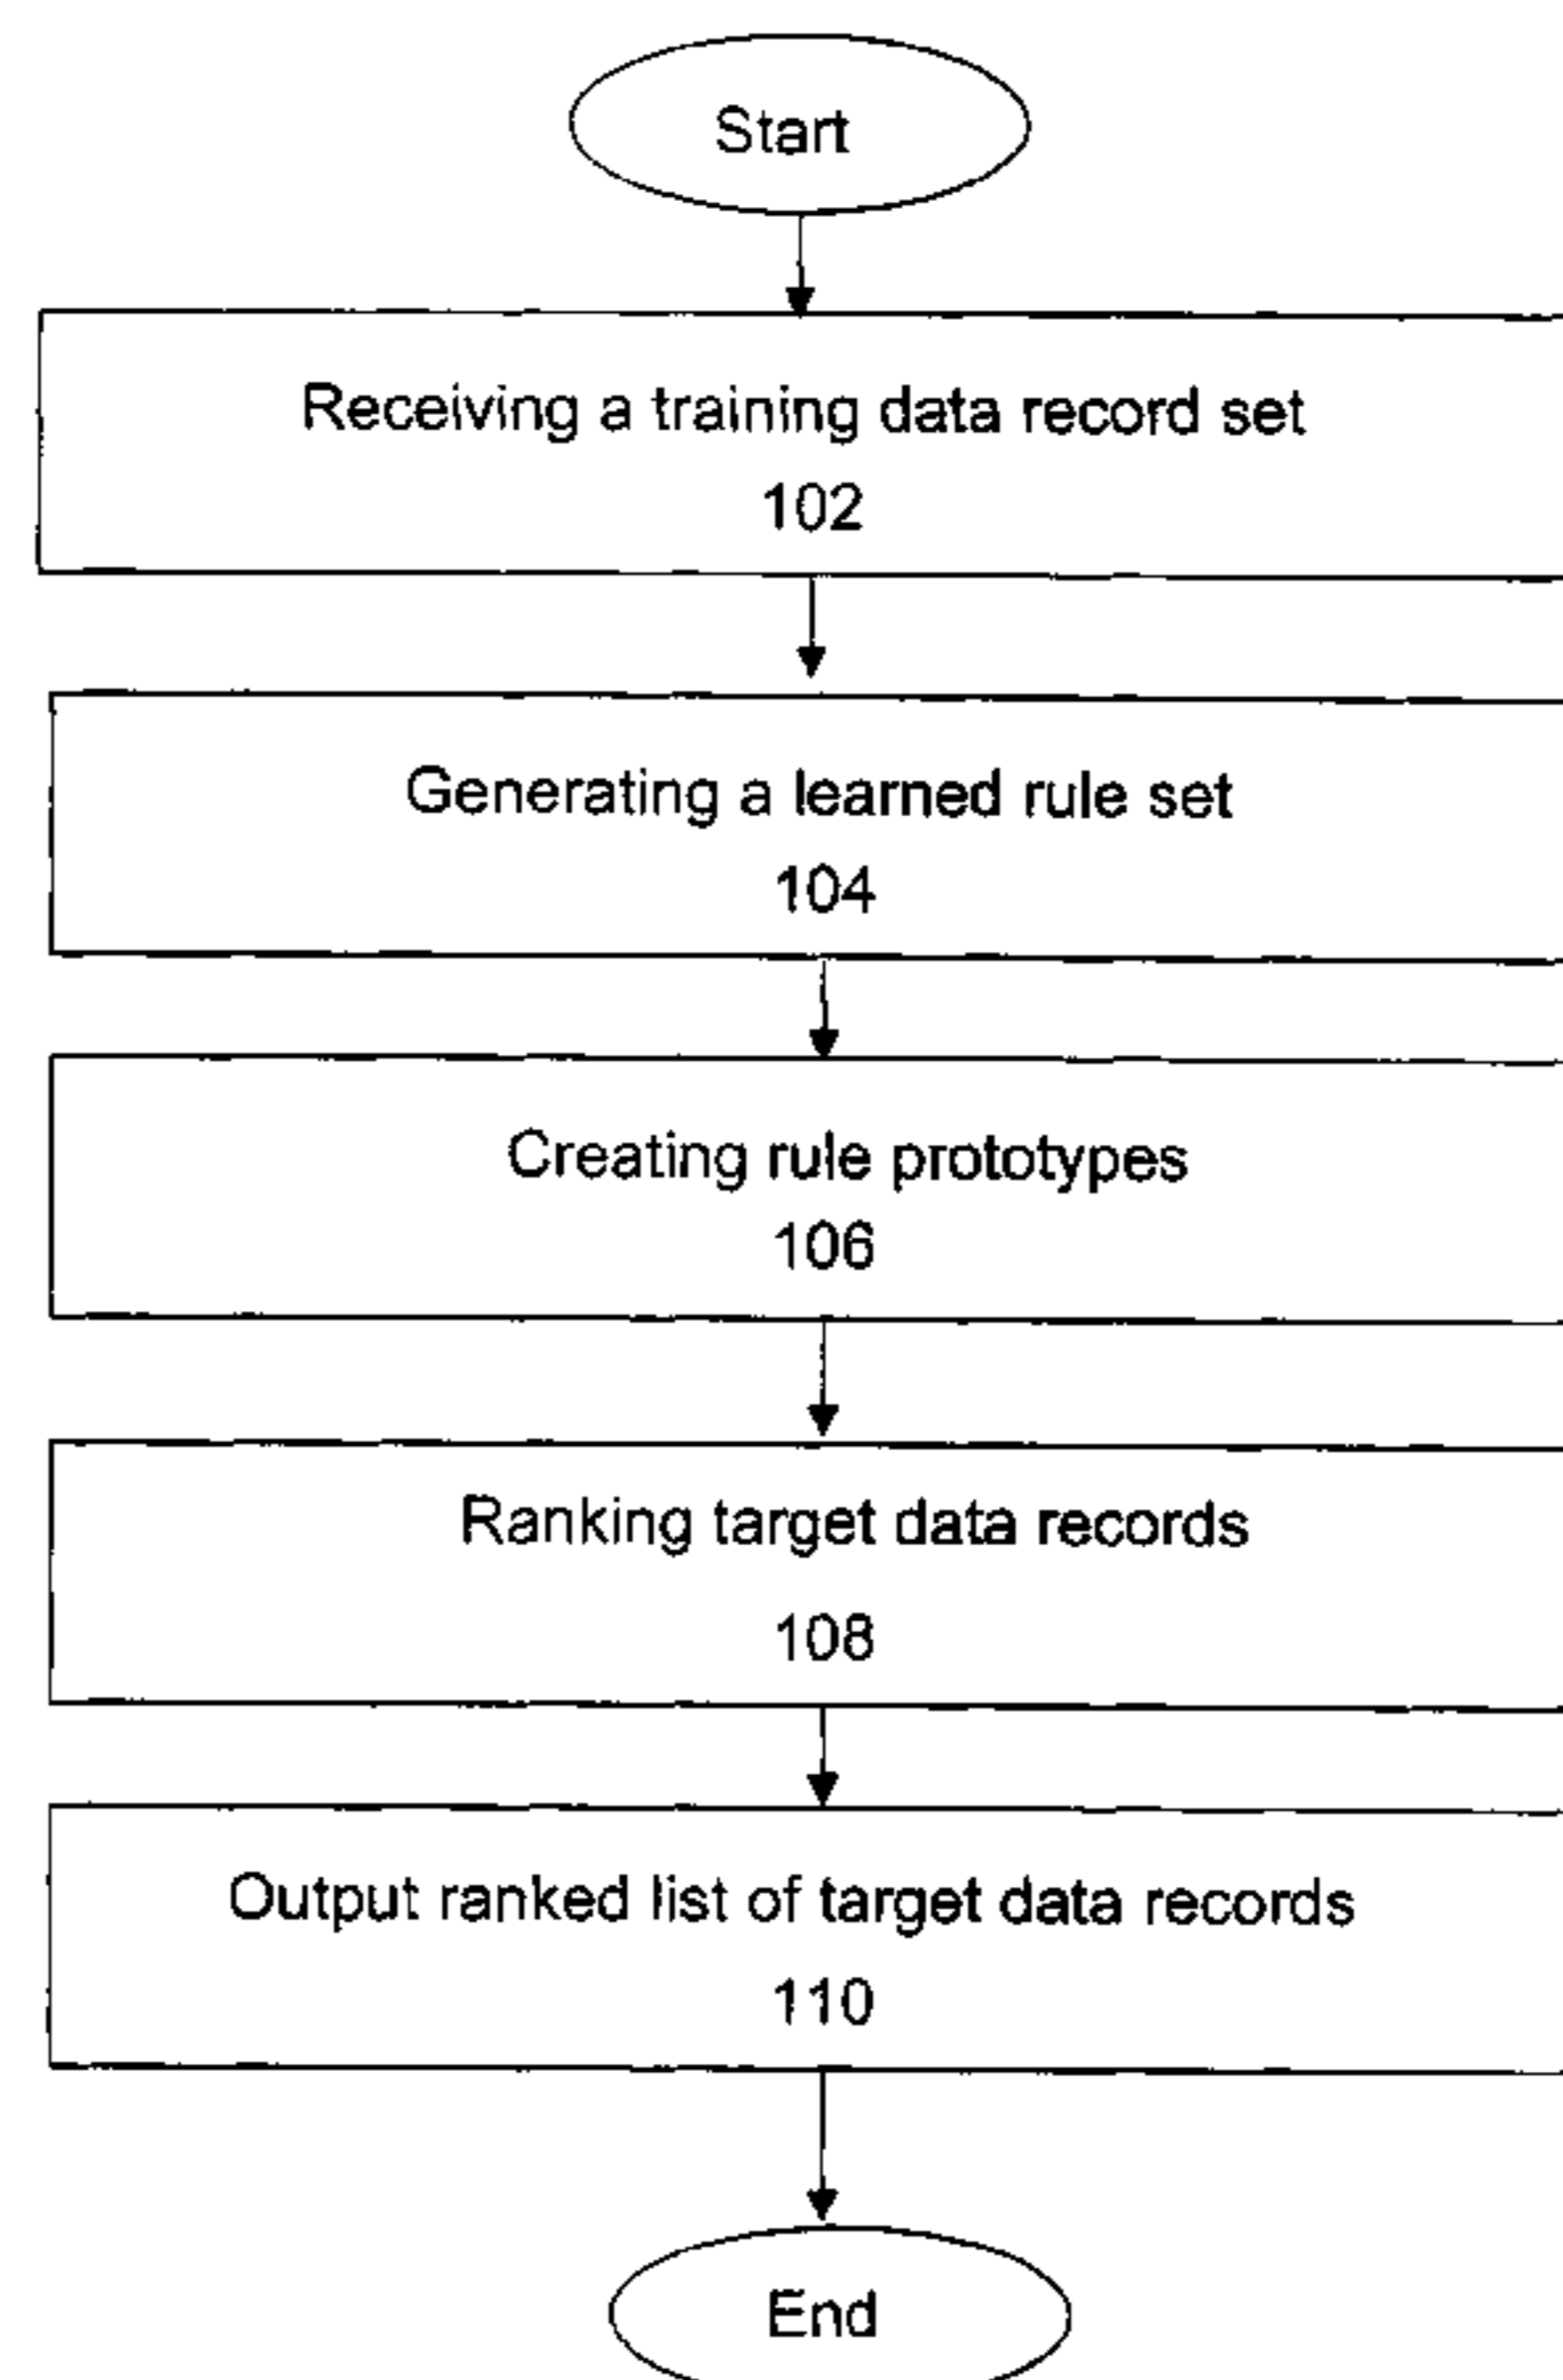 Start
Receiving a training data record set
102
Generating a learned rule set
104
Creating rule prototypes
106
Ranking target data records
108
Output ranked list of target data records
110
End